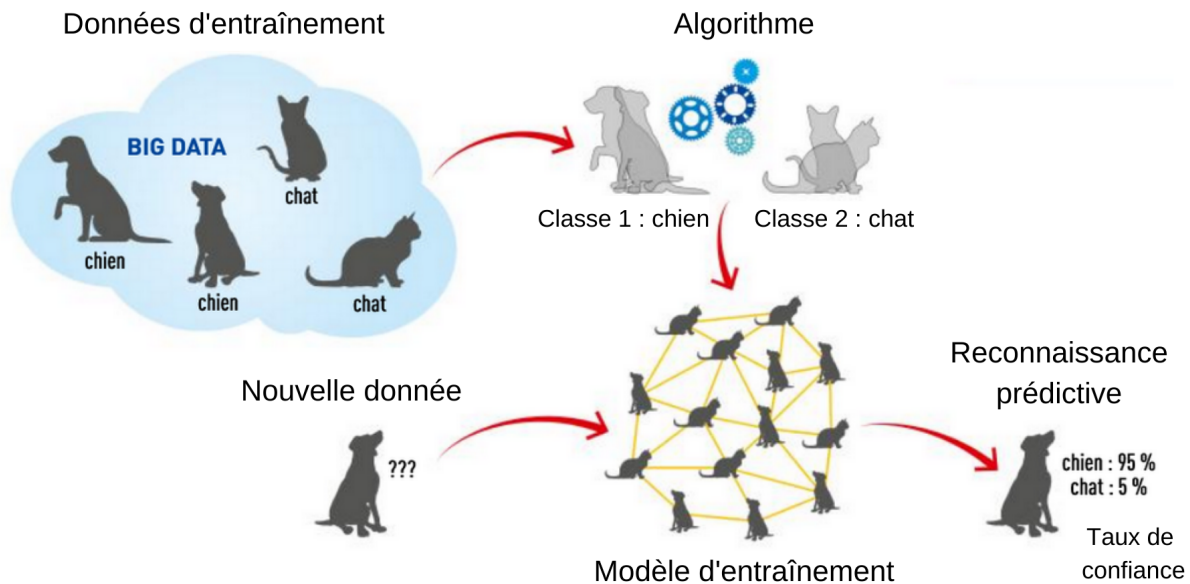 Données d'entraînement
Algorithme
BIG DATA
chat
chien
chien
chat
Classe 1 : chien
Classe 2 : chat
Nouvelle donnée
???
Reconnaissance
prédictive
chien : 95 %
chat : 5 %
Taux de
confiance
Modèle d'entraînement